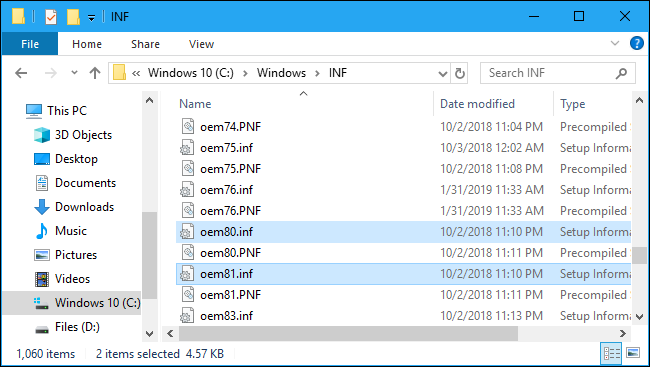 INF
File Home Share View
Windows 10 (C:) Windows INF Search INF
Name Date modified Type
This PC
3D Objects
Desktop
Documents
Downloads
Music
Pictures
Videos
Windows 10 (C:)
Files (D:)
oem74.PNF 10/2/2018 11:04 PM Precompiled
oem75.inf 10/3/2018 12:02 AM Setup Informa
oem75.PNF 10/2/2018 11:08 PM Precompiled
oem76.inf 1/31/2019 11:33 AM Setup Informa
oem76.PNF 1/31/2019 11:33 AM Precompiled
oem80.inf 10/2/2018 11:10 PM Setup Informa
oem80.PNF 10/2/2018 11:11 PM Precompiled
oem81.inf 10/2/2018 11:10 PM Setup Informa
oem81.PNF 10/2/2018 11:11 PM Precompiled
oem83.inf 10/2/2018 11:13 PM Setup Informa
1,060 items 2 items selected 4.57 KB